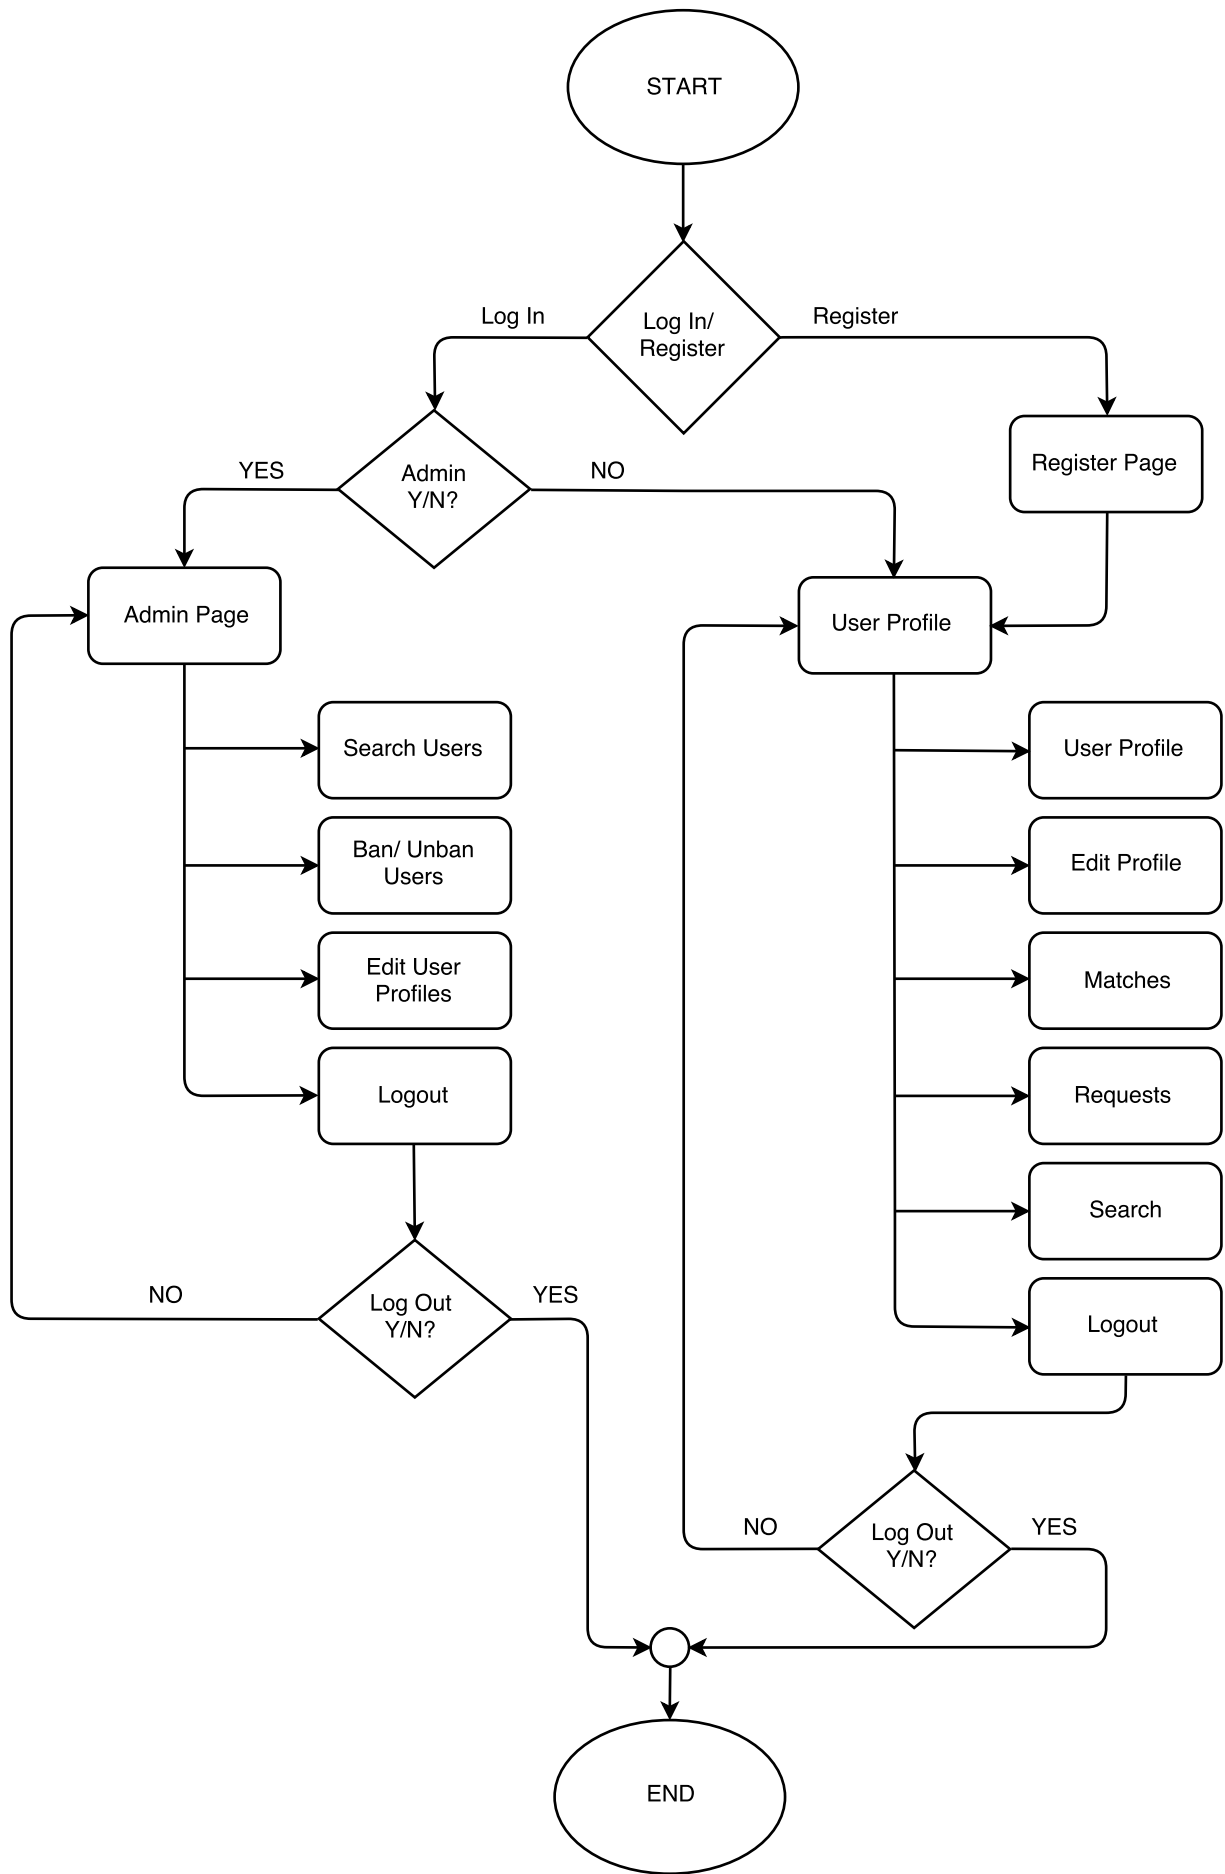 START
Log In
Log In/
Register
Register
YES
Admin
Y/N?
NO
Register Page
Admin Page
User Profile
Search Users
User Profile
Ban/ Unban
Users
Edit Profile
Edit User
Profiles
Matches
Logout
Requests
Search
NO
Log Out
Y/N?
YES
Logout
NO
Log Out
Y/N?
YES
END